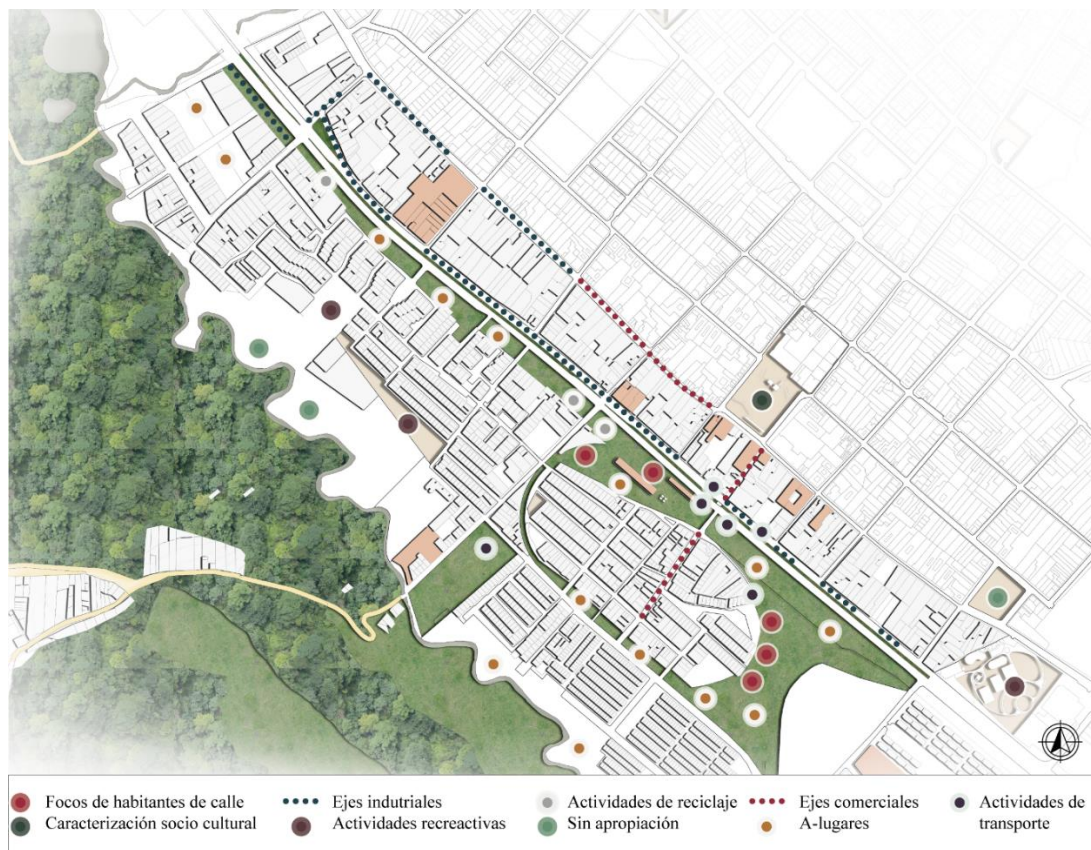 Focos de habitantes de calle
Ejes industriales
Actividades de reciclaje
Ejes comerciales
Actividades de
transporte
Caracterización socio cultural
Actividades recreactivas
Sin apropiación
A-lugares